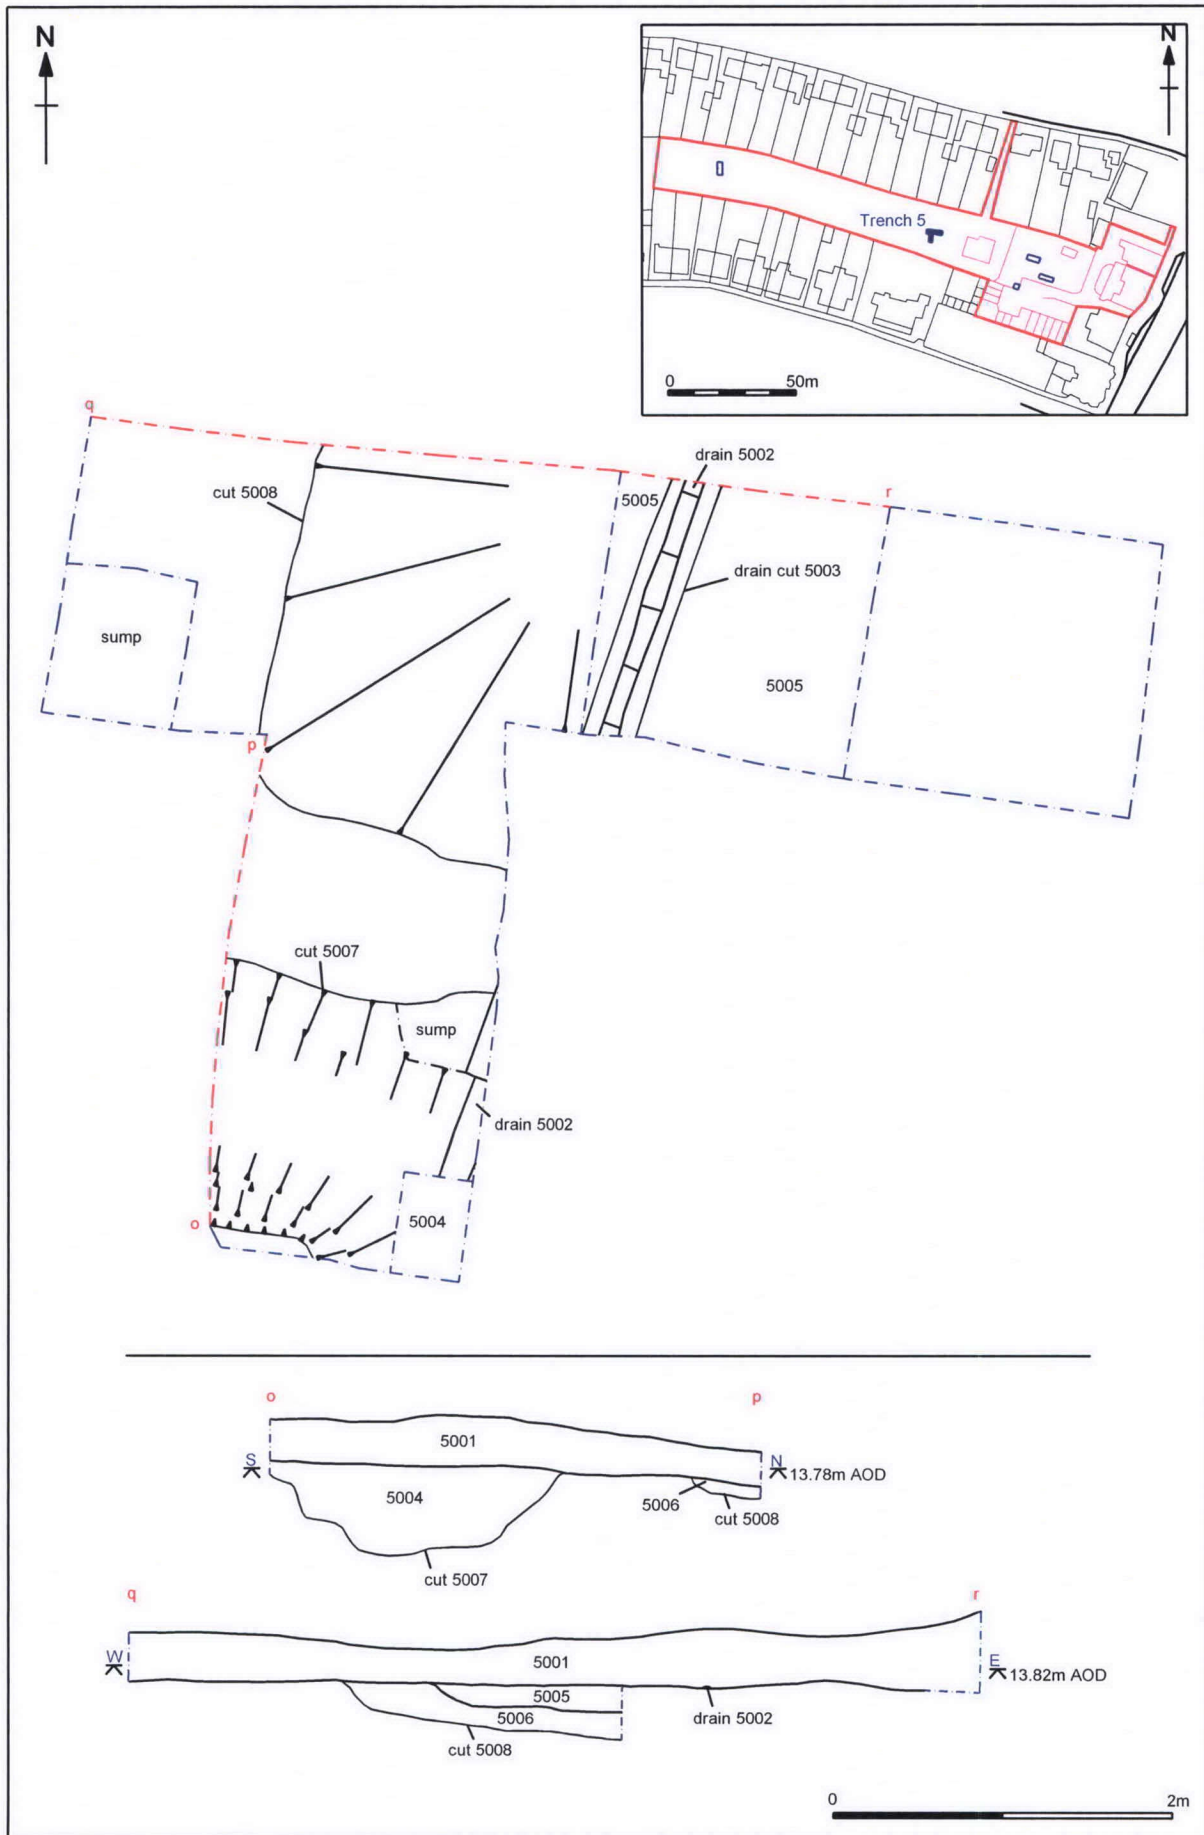 N
N
Trench 5
0 50m
q
drain 5002
cut 5008
5005
r
drain cut 5003
sump
5005
p
cut 5007
sump
drain 5002
5004
o
o p
5001
S N 13.78m AOD
5004
5006
cut 5008
cut 5007
q r
5001
W E 13.82m AOD
5005
5006 drain 5002
cut 5008
0 2m